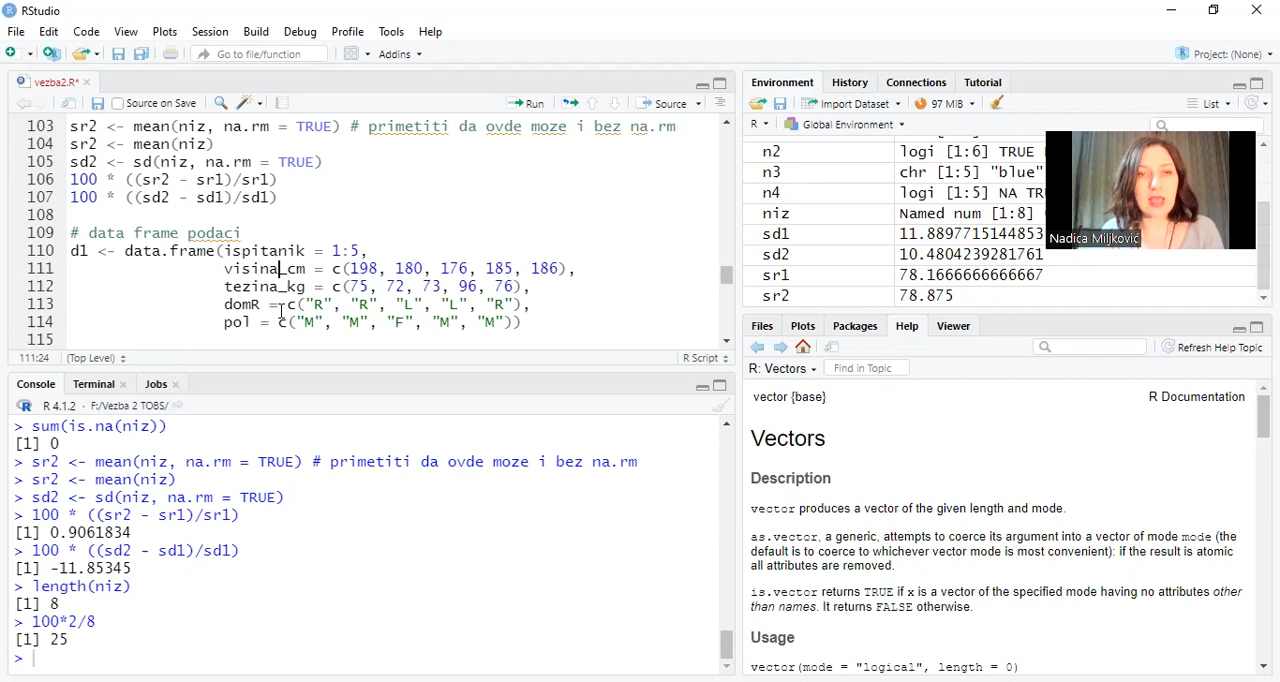 RStudio
File Edit Code View Plots Session Build Debug Profile Tools Help
Go to file/function Addins Project: (None)
vezba2.R*
Source on Save Run Source
103 sr2 <- mean(niz, na.rm = TRUE) # primetiti da ovde moze i bez na.rm
104 sr2 <- mean(niz)
105 sd2 <- sd(niz, na.rm = TRUE)
106 100 * ((sr2 - sr1)/sr1)
107 100 * ((sd2 - sd1)/sd1)
108
109 # data frame podaci
110 d1 <- data.frame(ispitanik = 1:5,
111 visina_cm = c(198, 180, 176, 185, 186),
112 tezina_kg = c(75, 72, 73, 96, 76),
113 domR = c("R", "R", "L", "L", "R"),
114 pol = c("M", "M", "F", "M", "M"))
115
111:24 (Top Level) R Script
Console Terminal Jobs
R 4.1.2 · F:/Vezba 2 TOBS/
> sum(is.na(niz))
[1] 0
> sr2 <- mean(niz, na.rm = TRUE) # primetiti da ovde moze i bez na.rm
> sr2 <- mean(niz)
> sd2 <- sd(niz, na.rm = TRUE)
> 100 * ((sr2 - sr1)/sr1)
[1] 0.9061834
> 100 * ((sd2 - sd1)/sd1)
[1] -11.85345
> length(niz)
[1] 8
> 100*2/8
[1] 25
>
Environment History Connections Tutorial
Import Dataset 97 MiB List
R Global Environment
n2 logi [1:6] TRUE
n3 chr [1:5] "blue"
n4 logi [1:5] NA TR
niz Named num [1:8]
sd1 11.8897715144853
sd2 10.4804239281761
sr1 78.1666666666667
sr2 78.875
Nadica Miljković
Files Plots Packages Help Viewer
Refresh Help Topic
R: Vectors Find in Topic
vector {base} R Documentation
Vectors
Description
vector produces a vector of the given length and mode.
as.vector, a generic, attempts to coerce its argument into a vector of mode mode (the
default is to coerce to whichever vector mode is most convenient): if the result is atomic
all attributes are removed.
is.vector returns TRUE if x is a vector of the specified mode having no attributes other
than names. It returns FALSE otherwise.
Usage
vector(mode = "logical", length = 0)